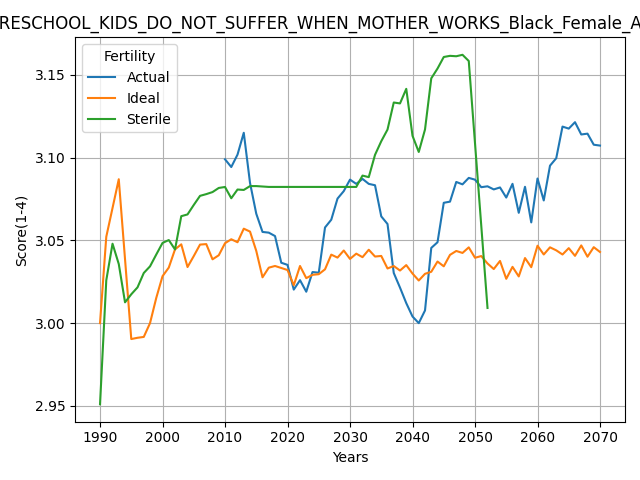 RESCHOOL_KIDS_DO_NOT_SUFFER_WHEN_MOTHER_WORKS_Black_Female_A
Fertility
Actual
Ideal
Sterile
3.15
3.10
3.05
3.00
2.95
Score(1-4)
1990 2000 2010 2020 2030 2040 2050 2060 2070
Years